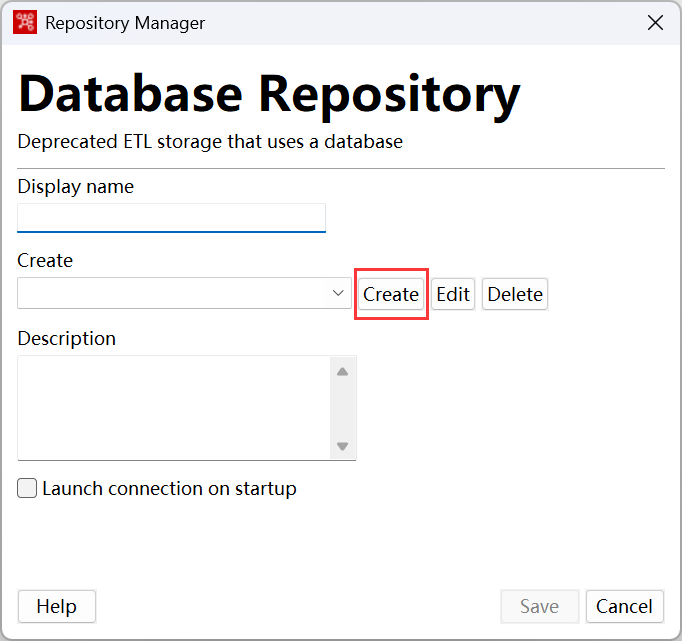 Repository Manager
Database Repository
Deprecated ETL storage that uses a database
Display name
Create
Create Edit Delete
Description
Launch connection on startup
Help Save Cancel